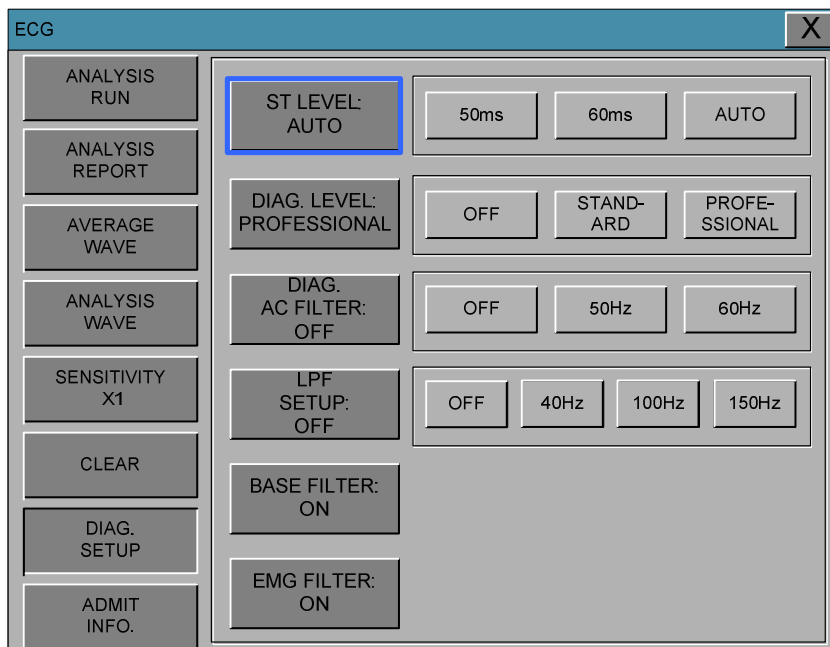 ECG
X
ANALYSIS
RUN
ANALYSIS
REPORT
AVERAGE
WAVE
ANALYSIS
WAVE
SENSITIVITY
X1
CLEAR
DIAG.
SETUP
ADMIT
INFO.
ST LEVEL:
AUTO
50ms
60ms
AUTO
DIAG. LEVEL:
PROFESSIONAL
OFF
STAND-
ARD
PROFE-
SSIONAL
DIAG.
AC FILTER:
OFF
OFF
50Hz
60Hz
LPF
SETUP:
OFF
OFF
40Hz
100Hz
150Hz
BASE FILTER:
ON
EMG FILTER:
ON